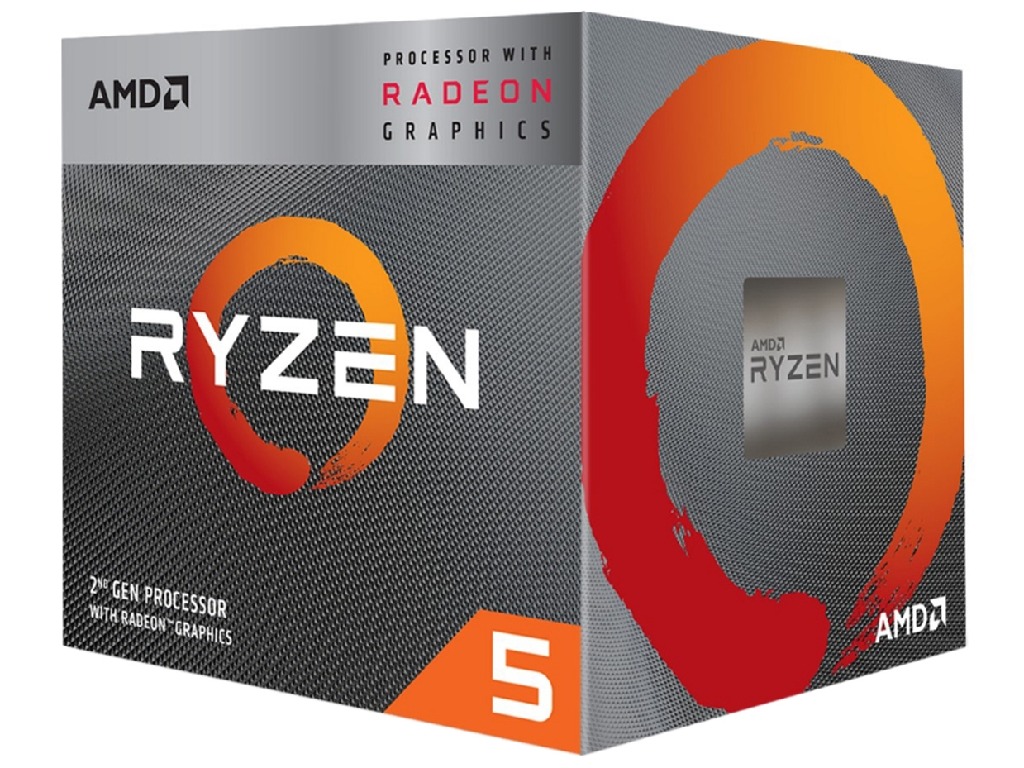 AMD
PROCESSOR WITH
RADEON
GRAPHICS
RYZEN
2ND GEN PROCESSOR
WITH RADEON™ GRAPHICS
5
AMD
RYZEN
AMD